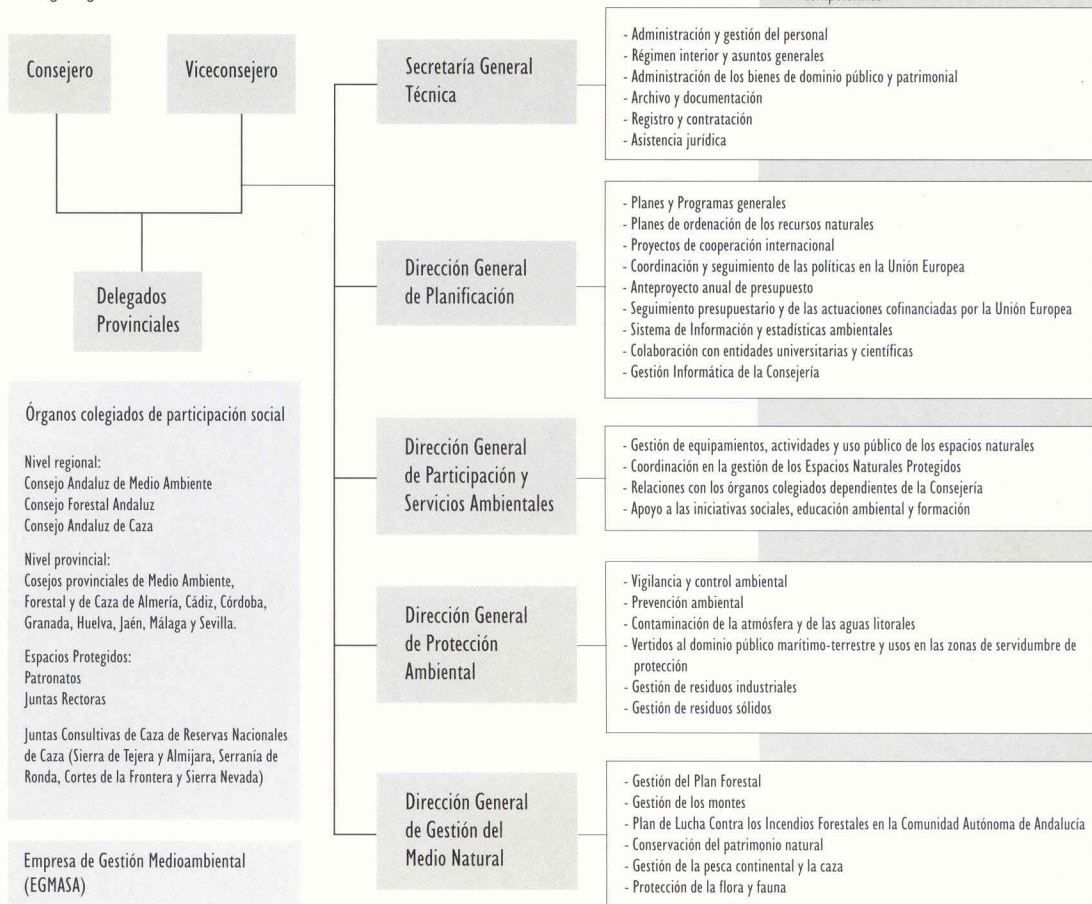 Consejero
Viceconsejero
Delegados
Provinciales
Órganos colegiados de participación social
Nivel regional:
Consejo Andaluz de Medio Ambiente
Consejo Forestal Andaluz
Consejo Andaluz de Caza
Nivel provincial:
Cosejos provinciales de Medio Ambiente,
Forestal y de Caza de Almería, Cádiz, Córdoba,
Granada, Huelva, Jaén, Málaga y Sevilla.
Espacios Protegidos:
Patronatos
Juntas Rectoras
Juntas Consultivas de Caza de Reservas Nacionales
de Caza (Sierra de Tejera y Almijara, Serranía de
Ronda, Cortes de la Frontera y Sierra Nevada)
Empresa de Gestión Medioambiental
(EGMASA)
Secretaría General
Técnica
- Administración y gestión del personal
- Régimen interior y asuntos generales
- Administración de los bienes de dominio público y patrimonial
- Archivo y documentación
- Registro y contratación
- Asistencia jurídica
Dirección General
de Planificación
- Planes y Programas generales
- Planes de ordenación de los recursos naturales
- Proyectos de cooperación internacional
- Coordinación y seguimiento de las políticas en la Unión Europea
- Anteproyecto anual de presupuesto
- Seguimiento presupuestario y de las actuaciones cofinanciadas por la Unión Europea
- Sistema de Información y estadísticas ambientales
- Colaboración con entidades universitarias y científicas
- Gestión Informática de la Consejería
Dirección General
de Participación y
Servicios Ambientales
- Gestión de equipamientos, actividades y uso público de los espacios naturales
- Coordinación en la gestión de los Espacios Naturales Protegidos
- Relaciones con los órganos colegiados dependientes de la Consejería
- Apoyo a las iniciativas sociales, educación ambiental y formación
Dirección General
de Protección
Ambiental
- Vigilancia y control ambiental
- Prevención ambiental
- Contaminación de la atmósfera y de las aguas litorales
- Vertidos al dominio público marítimo-terrestre y usos en las zonas de servidumbre de
protección
- Gestión de residuos industriales
- Gestión de residuos sólidos
Dirección General
de Gestión del
Medio Natural
- Gestión del Plan Forestal
- Gestión de los montes
- Plan de Lucha Contra los Incendios Forestales en la Comunidad Autónoma de Andalucía
- Conservación del patrimonio natural
- Gestión de la pesca continental y la caza
- Protección de la flora y fauna